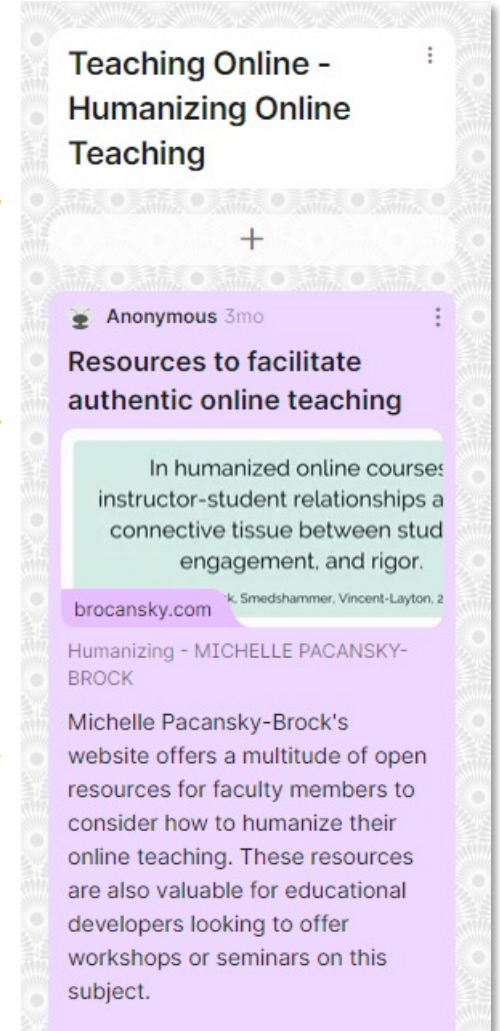 Teaching Online -
Humanizing Online
Teaching
+
Anonymous 3mo
Resources to facilitate
authentic online teaching
In humanized online courses
instructor-student relationships a
connective tissue between stud
engagement, and rigor.
k, Smedshammer, Vincent-Layton, 2
brocansky.com
Humanizing - MICHELLE PACANSKY-
BROCK
Michelle Pacansky-Brock's
website offers a multitude of open
resources for faculty members to
consider how to humanize their
online teaching. These resources
are also valuable for educational
developers looking to offer
workshops or seminars on this
subject.